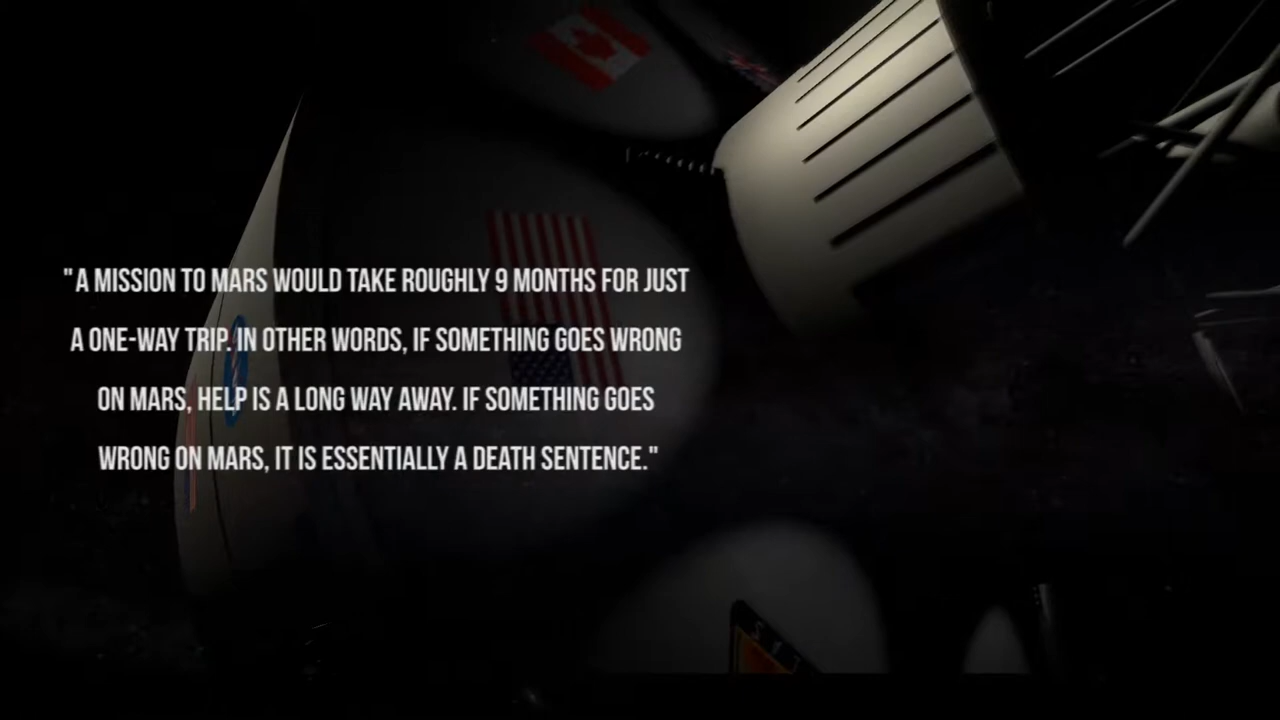 "A MISSION TO MARS WOULD TAKE ROUGHLY 9 MONTHS FOR JUST
A ONE-WAY TRIP. IN OTHER WORDS, IF SOMETHING GOES WRONG
ON MARS, HELP IS A LONG WAY AWAY. IF SOMETHING GOES
WRONG ON MARS, IT IS ESSENTIALLY A DEATH SENTENCE."